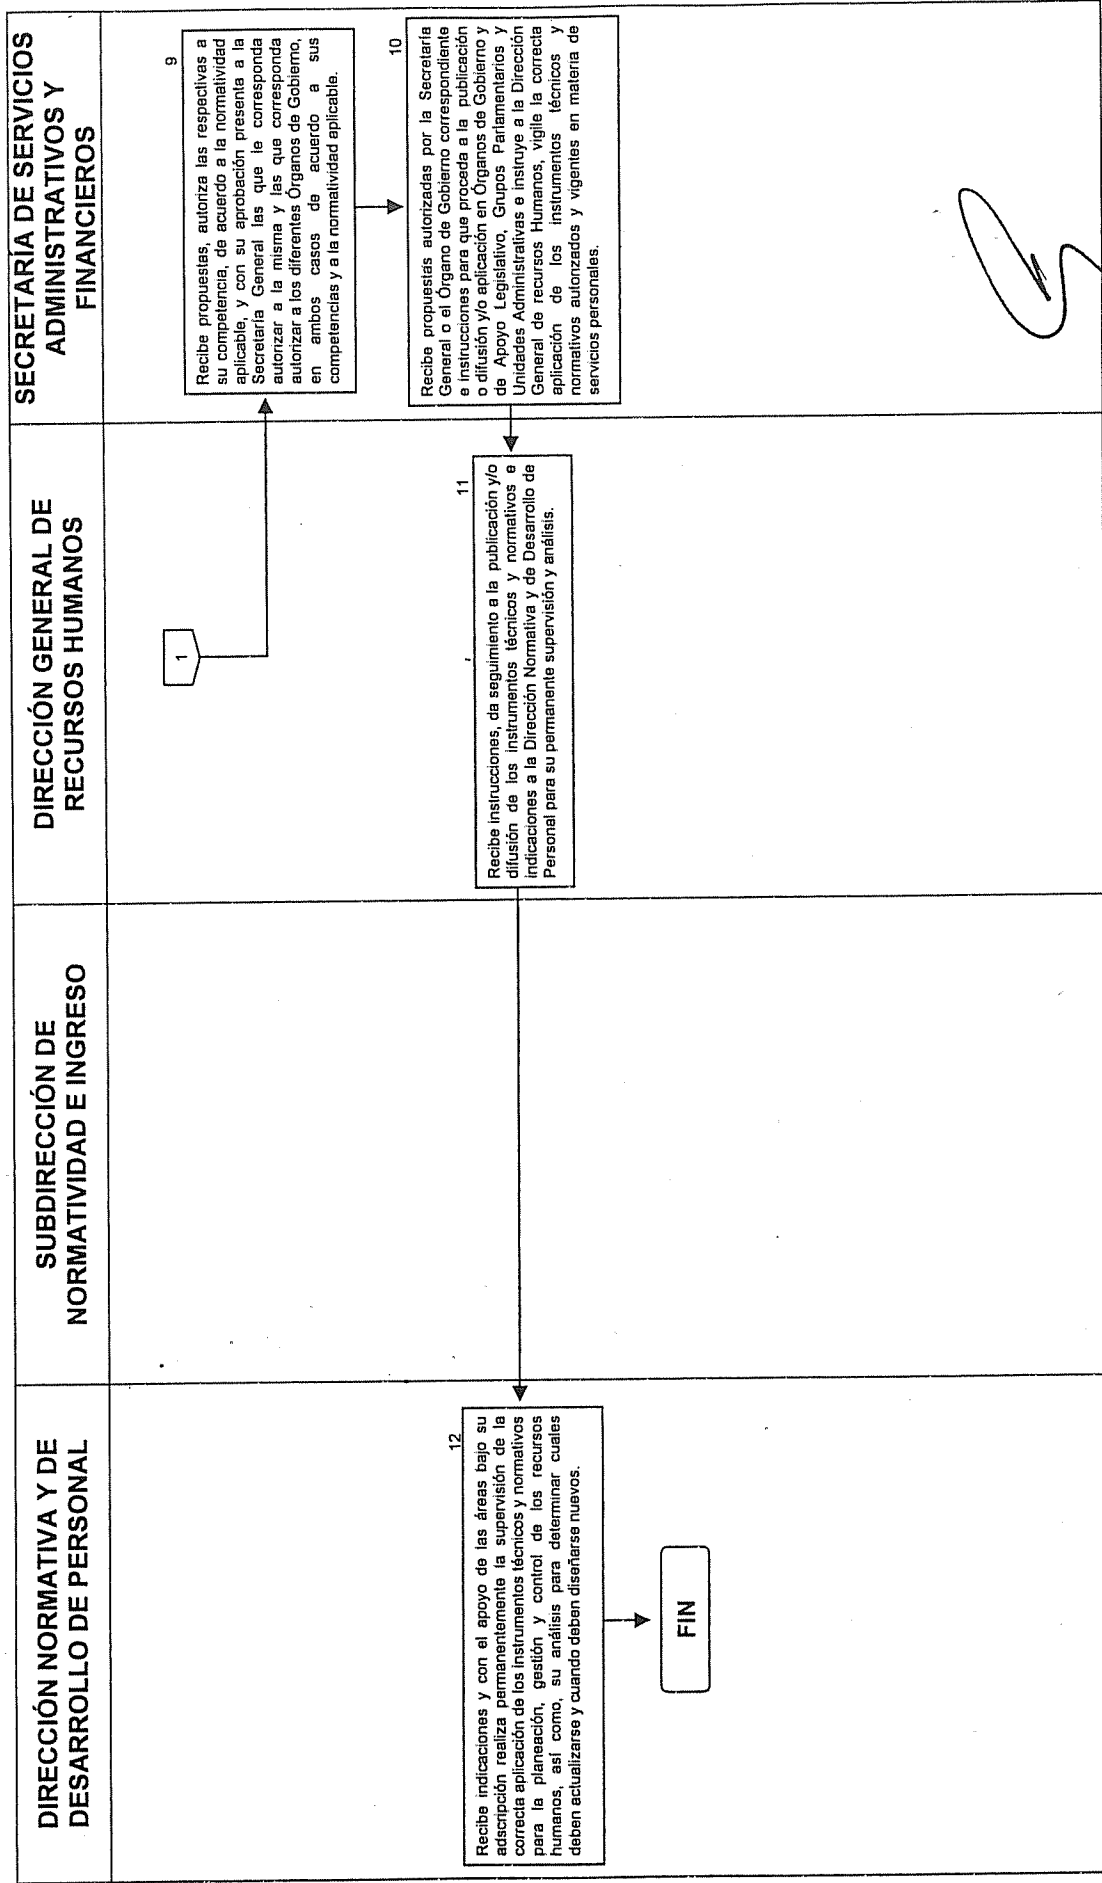 DIRECCIÓN NORMATIVA Y DE
DESARROLLO DE PERSONAL
SUBDIRECCIÓN DE
NORMATIVIDAD E INGRESO
DIRECCIÓN GENERAL DE
RECURSOS HUMANOS
SECRETARÍA DE SERVICIOS
ADMINISTRATIVOS Y
FINANCIEROS
1
9
Recibe propuestas, autoriza las respectivas a
su competencia, de acuerdo a la normatividad
aplicable, y con su aprobación presenta a la
Secretaría General las que le corresponda
autorizar a la misma y las que corresponda
autorizar a los diferentes Órganos de Gobierno,
en ambos casos de acuerdo a sus
competencias y a la normatividad aplicable.
10
Recibe propuestas autorizadas por la Secretaría
General o el Órgano de Gobierno correspondiente
e instrucciones para que proceda a la publicación
o difusión y/o aplicación en Órganos de Gobierno y
de Apoyo Legislativo, Grupos Parlamentarios y
Unidades Administrativas e instruye a la Dirección
General de recursos Humanos, vigile la correcta
aplicación de los instrumentos técnicos y
normativos autorizados y vigentes en materia de
servicios personales.
11
Recibe instrucciones, da seguimiento a la publicación y/o
difusión de los instrumentos técnicos y normativos e
indicaciones a la Dirección Normativa y de Desarrollo de
Personal para su permanente supervisión y análisis.
12
Recibe indicaciones y con el apoyo de las áreas bajo su
adscripción realiza permanentemente la supervisión de la
correcta aplicación de los instrumentos técnicos y normativos
para la planeación, gestión y control de los recursos
humanos, así como, su análisis para determinar cuales
deben actualizarse y cuando deben diseñarse nuevos.
FIN